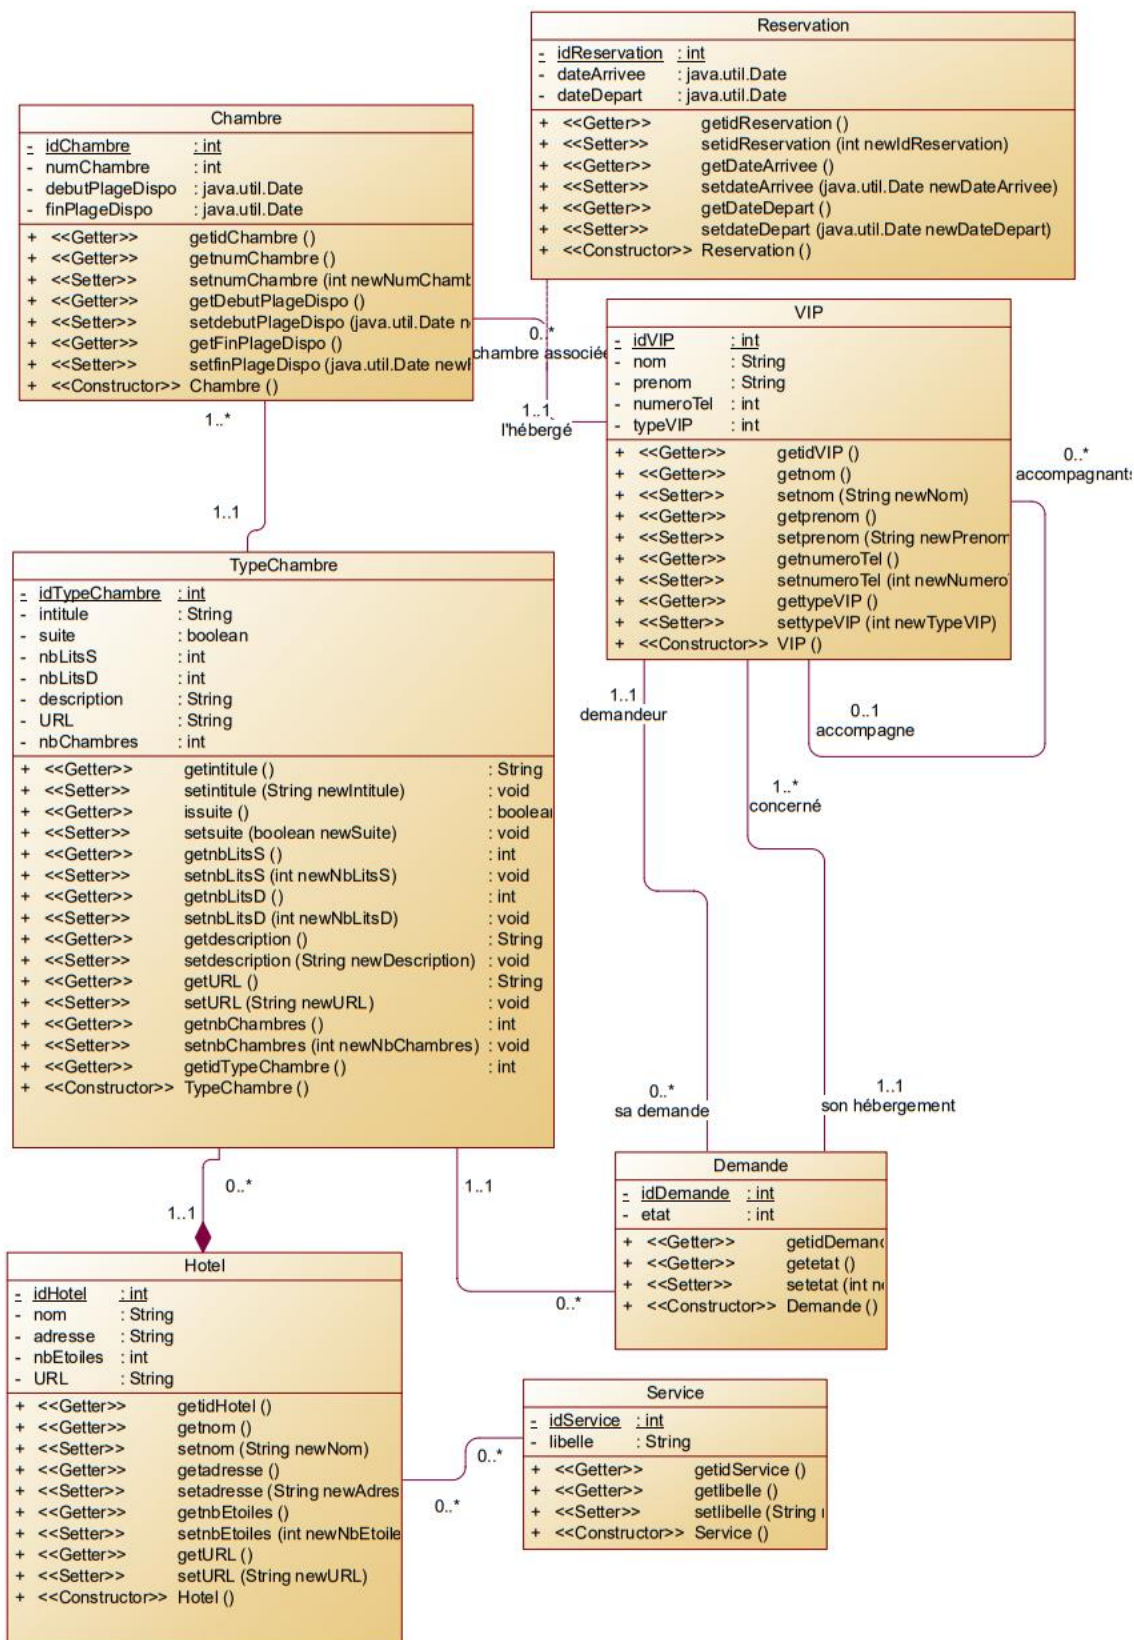 Reservation
- idReservation : int
- dateArrivee : java.util.Date
- dateDepart : java.util.Date
+ <<Getter>> getidReservation ()
+ <<Setter>> setidReservation (int newIdReservation)
+ <<Getter>> getDateArrivee ()
+ <<Setter>> setdateArrivee (java.util.Date newDateArrivee)
+ <<Getter>> getDateDepart ()
+ <<Setter>> setdateDepart (java.util.Date newDateDepart)
+ <<Constructor>> Reservation ()
Chambre
- idChambre : int
- numChambre : int
- debutPlageDispo : java.util.Date
- finPlageDispo : java.util.Date
+ <<Getter>> getidChambre ()
+ <<Getter>> getnumChambre ()
+ <<Setter>> setnumChambre (int newNumChamb
+ <<Getter>> getDebutPlageDispo ()
+ <<Setter>> setdebutPlageDispo (java.util.Date n
+ <<Getter>> getFinPlageDispo ()
+ <<Setter>> setfinPlageDispo (java.util.Date newF
+ <<Constructor>> Chambre ()
0..*
chambre associée
1..1
l'hébergé
VIP
- idVIP : int
- nom : String
- prenom : String
- numeroTel : int
- typeVIP : int
+ <<Getter>> getidVIP ()
+ <<Getter>> getnom ()
+ <<Setter>> setnom (String newNom)
+ <<Getter>> getprenom ()
+ <<Setter>> setprenom (String newPrenom
+ <<Getter>> getnumeroTel ()
+ <<Setter>> setnumeroTel (int newNumero
+ <<Getter>> gettypeVIP ()
+ <<Setter>> settypeVIP (int newTypeVIP)
+ <<Constructor>> VIP ()
0..*
accompagnants
0..1
accompagne
1..1
demandeur
1..*
concerné
1..*
1..1
TypeChambre
- idTypeChambre : int
- intitule : String
- suite : boolean
- nbLitsS : int
- nbLitsD : int
- description : String
- URL : String
- nbChambres : int
+ <<Getter>> getintitule () : String
+ <<Setter>> setintitule (String newIntitule) : void
+ <<Getter>> issuite () : boolean
+ <<Setter>> setsuite (boolean newSuite) : void
+ <<Getter>> getnbLitsS () : int
+ <<Setter>> setnbLitsS (int newNbLitsS) : void
+ <<Getter>> getnbLitsD () : int
+ <<Setter>> setnbLitsD (int newNbLitsD) : void
+ <<Getter>> getdescription () : String
+ <<Setter>> setdescription (String newDescription) : void
+ <<Getter>> getURL () : String
+ <<Setter>> setURL (String newURL) : void
+ <<Getter>> getnbChambres () : int
+ <<Setter>> setnbChambres (int newNbChambres) : void
+ <<Getter>> getidTypeChambre () : int
+ <<Constructor>> TypeChambre ()
0..*
sa demande
1..1
son hébergement
0..*
1..1
1..1
0..*
Demande
- idDemande : int
- etat : int
+ <<Getter>> getidDemand
+ <<Getter>> getetat ()
+ <<Setter>> setetat (int ne
+ <<Constructor>> Demande ()
Hotel
- idHotel : int
- nom : String
- adresse : String
- nbEtoiles : int
- URL : String
+ <<Getter>> getidHotel ()
+ <<Getter>> getnom ()
+ <<Setter>> setnom (String newNom)
+ <<Getter>> getadresse ()
+ <<Setter>> setadresse (String newAdres
+ <<Getter>> getnbEtoiles ()
+ <<Setter>> setnbEtoiles (int newNbEtoile
+ <<Getter>> getURL ()
+ <<Setter>> setURL (String newURL)
+ <<Constructor>> Hotel ()
0..*
0..*
Service
- idService : int
- libelle : String
+ <<Getter>> getidService ()
+ <<Getter>> getlibelle ()
+ <<Setter>> setlibelle (String
+ <<Constructor>> Service ()